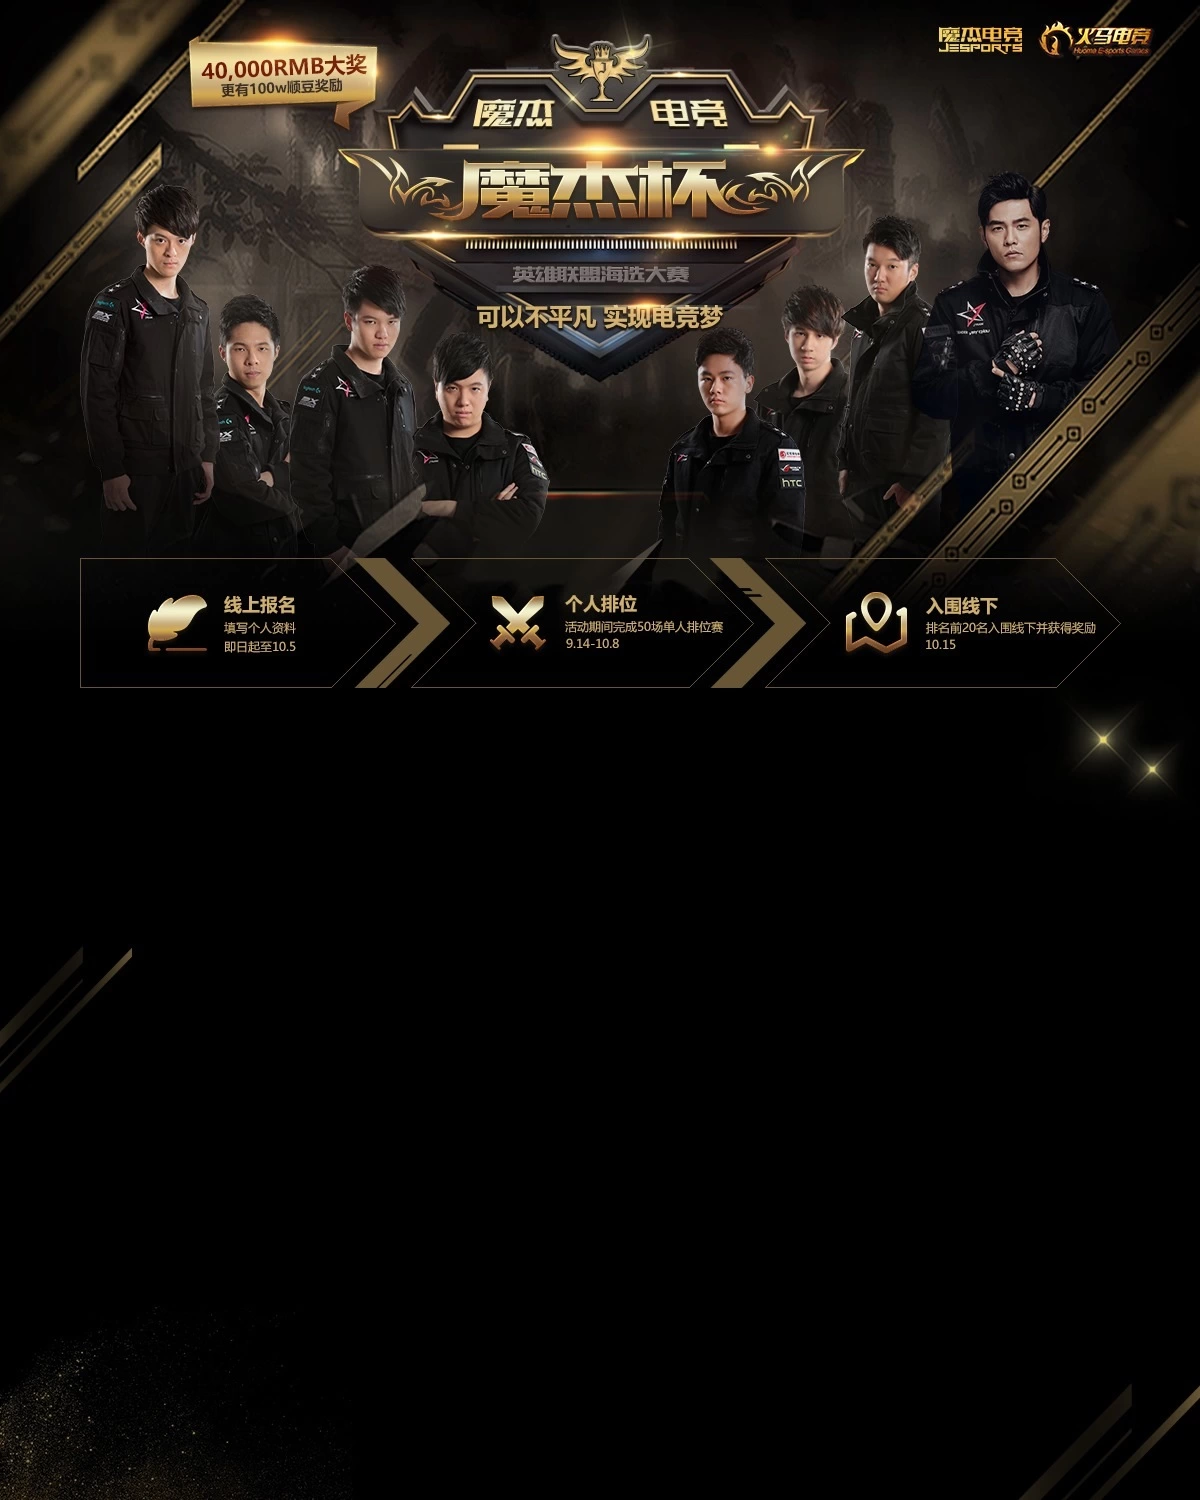 40,000RMB大奖
更有100w顺豆奖励
魔杰电竞
JESPORTS
火马电竞
Huoma E-sports Games
魔杰 电竞
魔杰杯
英雄联盟海选大赛
可以不平凡 实现电竞梦
htc
线上报名
填写个人资料
即日起至10.5
个人排位
活动期间完成50场单人排位赛
9.14-10.8
入围线下
排名前20名入围线下并获得奖励
10.15